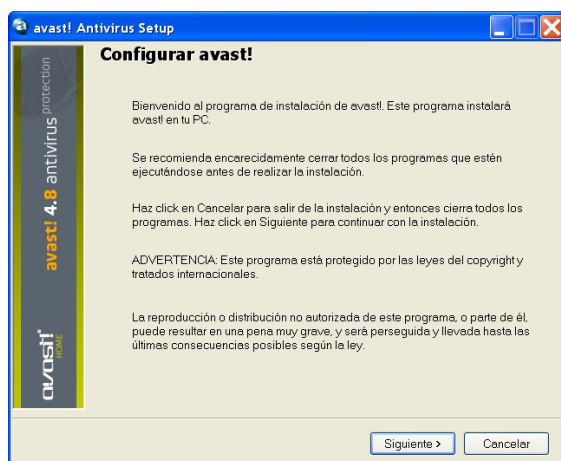 avast! Antivirus Setup
Configurar avast!
Bienvenido al programa de instalación de avast!. Este programa instalará
avast! en tu PC.
Se recomienda encarecidamente cerrar todos los programas que estén
ejecutándose antes de realizar la instalación.
Haz click en Cancelar para salir de la instalación y entonces cierra todos los
programas. Haz click en Siguiente para continuar con la instalación.
ADVERTENCIA: Este programa está protegido por las leyes del copyright y
tratados internacionales.
La reproducción o distribución no autorizada de este programa, o parte de él,
puede resultar en una pena muy grave, y será perseguida y llevada hasta las
últimas consecuencias posibles según la ley.
avast! 4.8 antivirus protection
avast!
HOME
Siguiente >
Cancelar